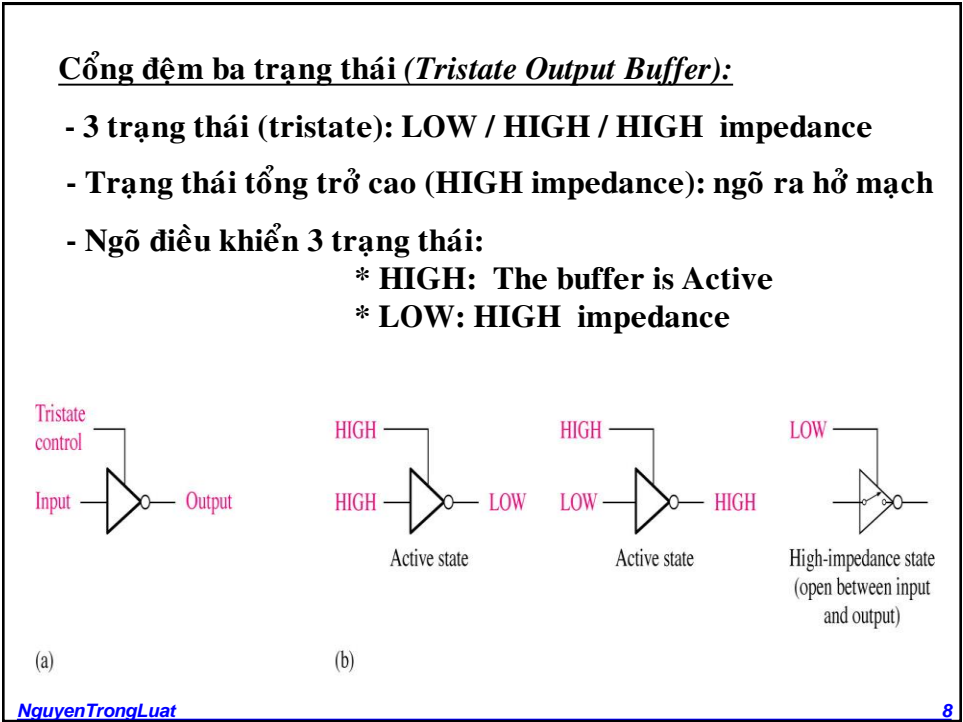 Cổng đệm ba trạng thái (Tristate Output Buffer):
- 3 trạng thái (tristate): LOW / HIGH / HIGH impedance
- Trạng thái tổng trở cao (HIGH impedance): ngõ ra hở mạch
- Ngõ điều khiển 3 trạng thái:
* HIGH: The buffer is Active
* LOW: HIGH impedance
Tristate
control
Input
Output
HIGH
HIGH
LOW
Active state
HIGH
LOW
HIGH
Active state
LOW
High-impedance state
(open between input
and output)
(a)
(b)
NguyenTrongLuat
8